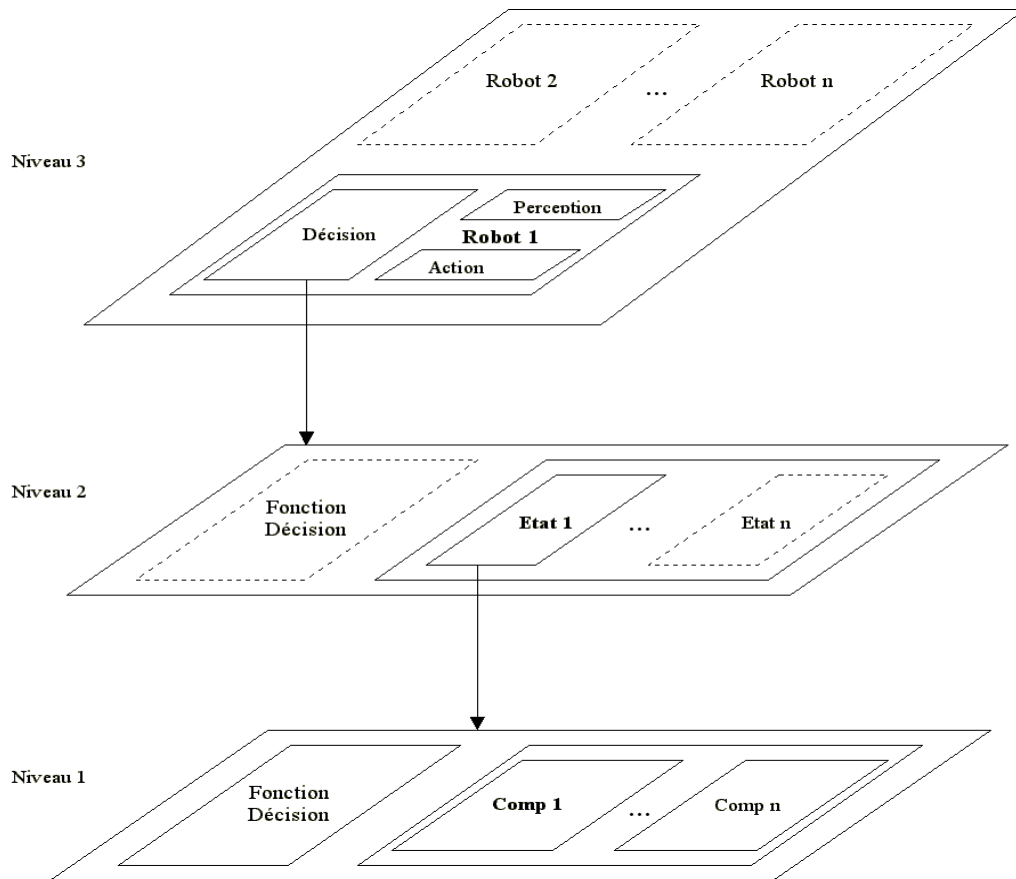 Robot 2
...
Robot n
Niveau 3
Perception
Décision
Robot 1
Action
Niveau 2
Fonction
Décision
Etat 1
...
Etat n
Niveau 1
Fonction
Décision
Comp 1
...
Comp n